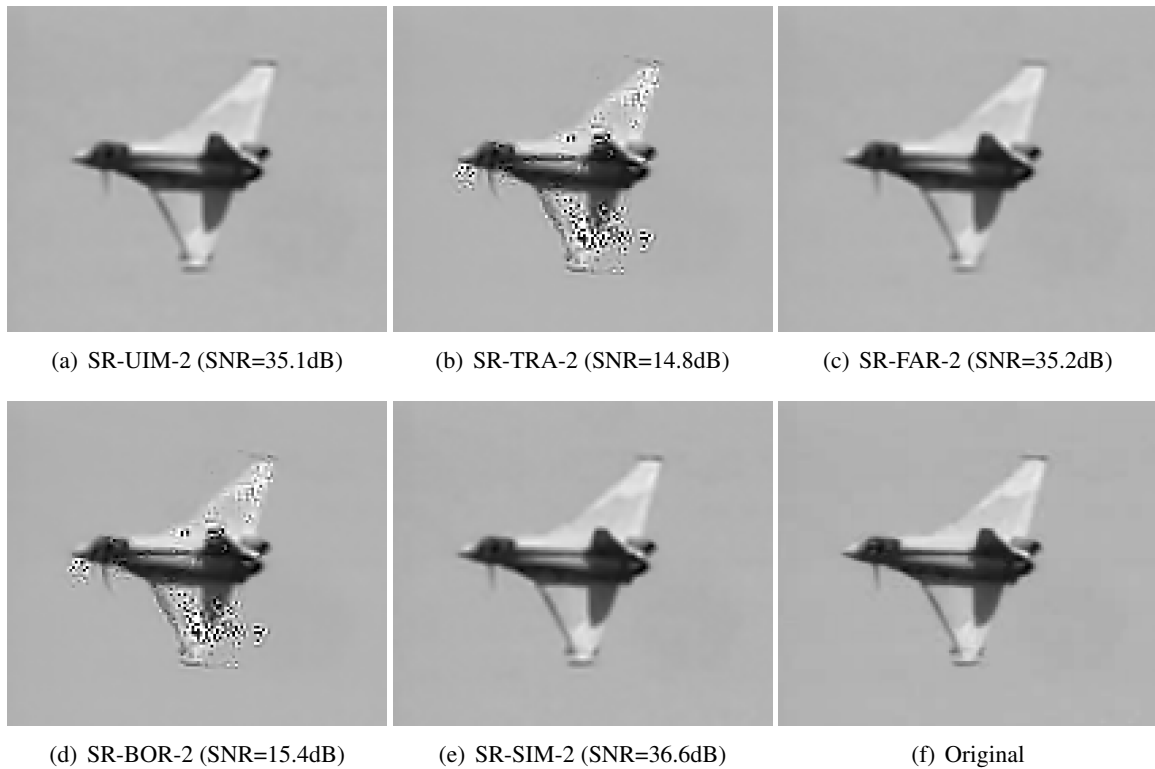 (a) SR-UIM-2 (SNR=35.1dB)
(b) SR-TRA-2 (SNR=14.8dB)
(c) SR-FAR-2 (SNR=35.2dB)
(d) SR-BOR-2 (SNR=15.4dB)
(e) SR-SIM-2 (SNR=36.6dB)
(f) Original